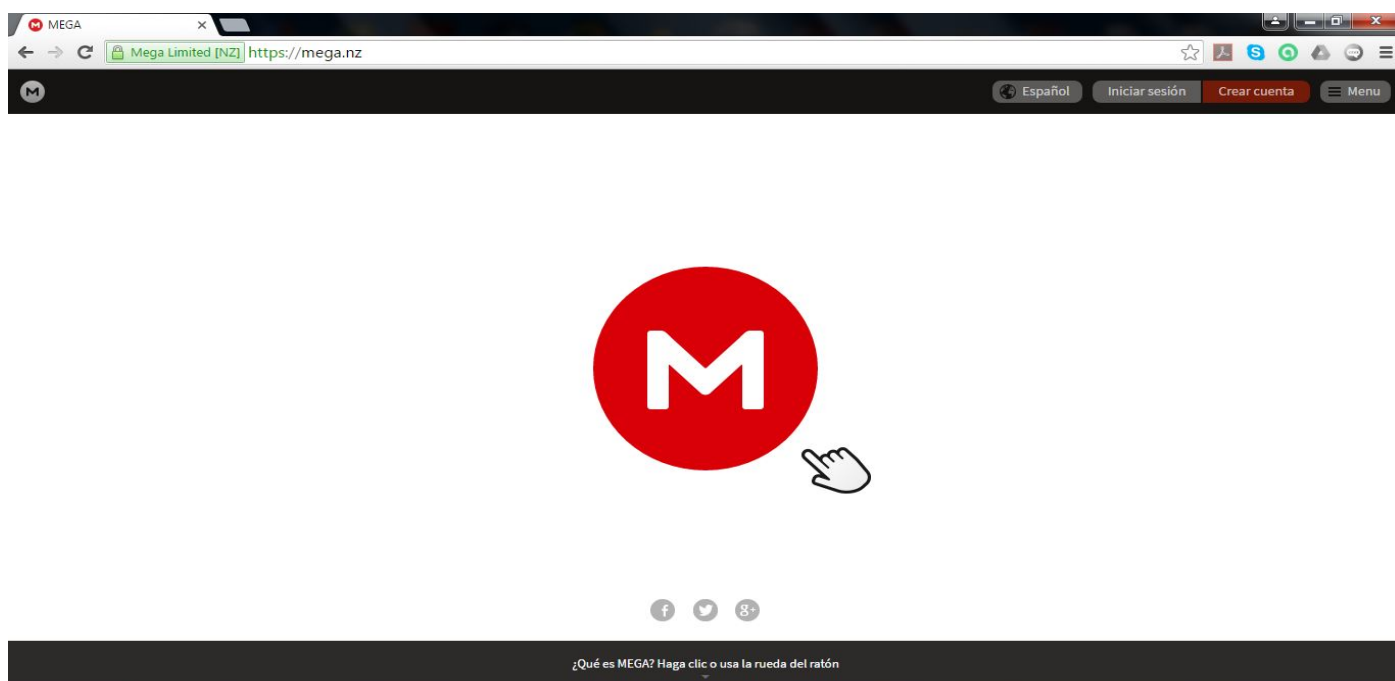 MEGA
Mega Limited [NZ] https://mega.nz
M Español Iniciar sesión Crear cuenta Menu
M
¿Qué es MEGA? Haga clic o usa la rueda del ratón